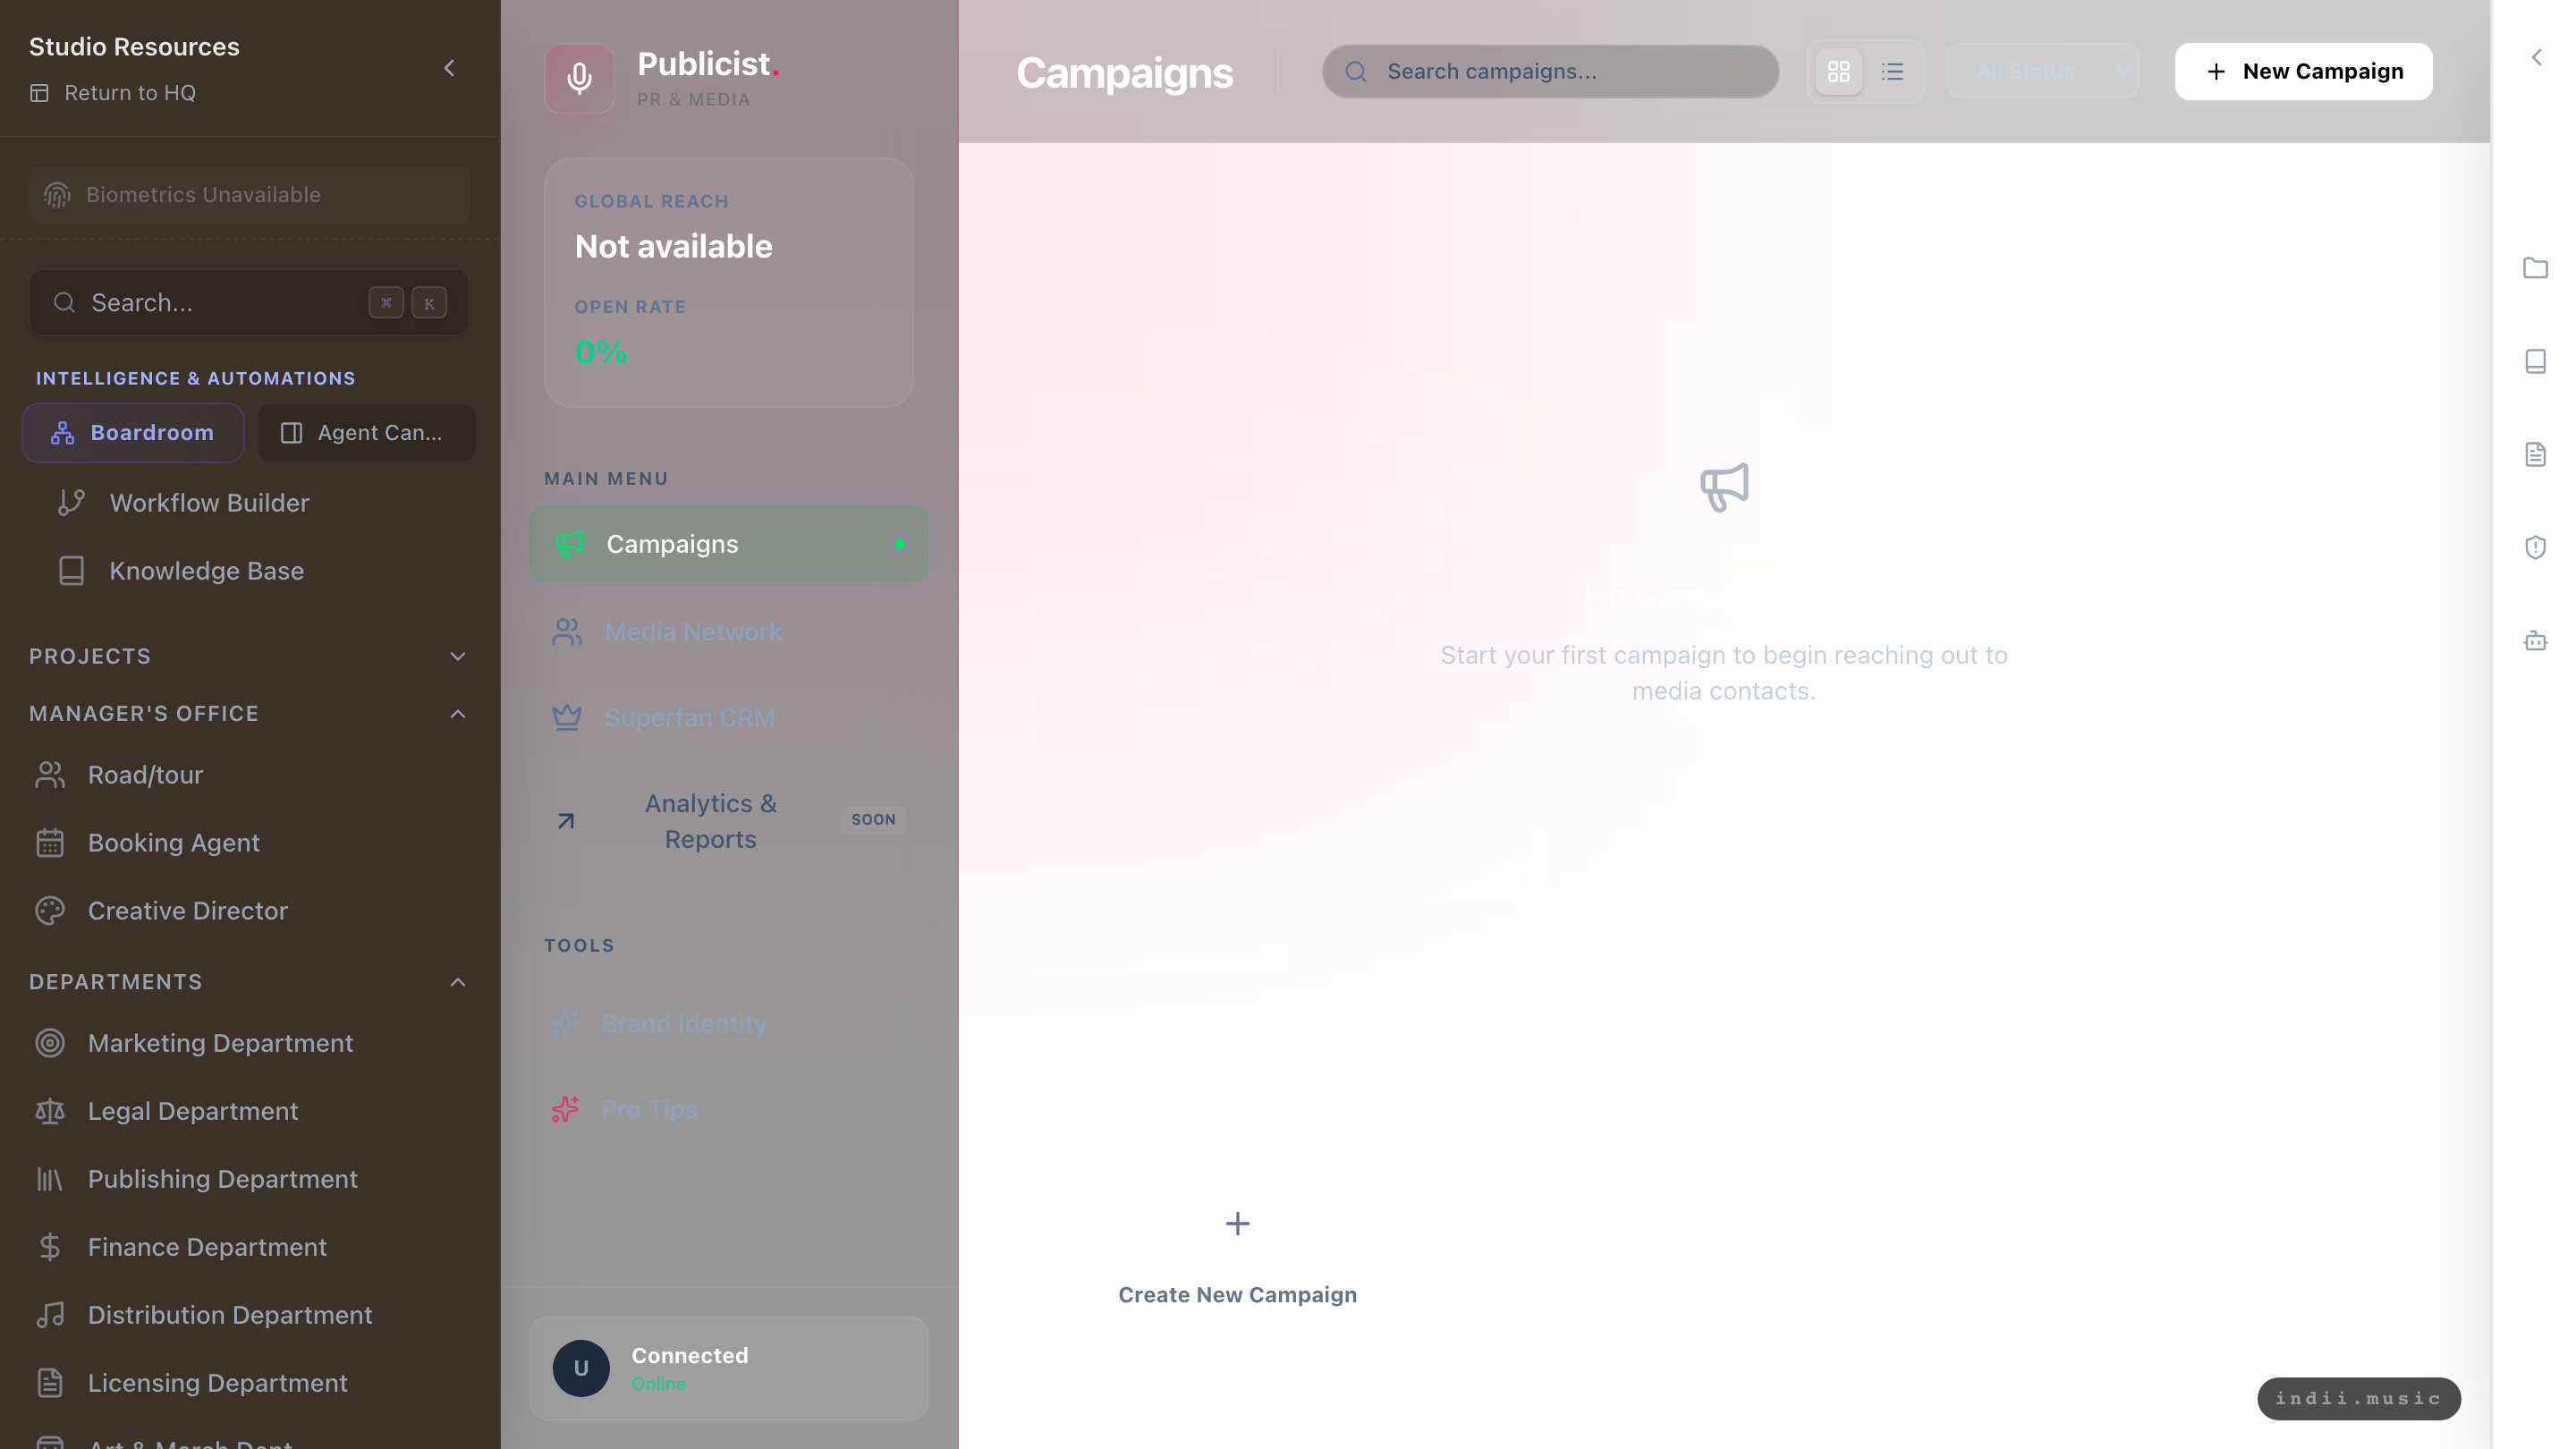 Studio Resources
Return to HQ
Biometrics Unavailable
Search...
⌘ K
INTELLIGENCE & AUTOMATIONS
Boardroom
Agent Can...
Workflow Builder
Knowledge Base
PROJECTS
MANAGER'S OFFICE
Road/tour
Booking Agent
Creative Director
DEPARTMENTS
Marketing Department
Legal Department
Publishing Department
Finance Department
Distribution Department
Licensing Department
Publicist.
PR & MEDIA
GLOBAL REACH
Not available
OPEN RATE
0%
MAIN MENU
Campaigns
Media Network
Superfan CRM
Analytics &
Reports
SOON
TOOLS
Brand Identity
Pro Tips
U
Connected
Online
Campaigns
Search campaigns...
All Status
New Campaign
No
Start your first campaign to begin reaching out to
media contacts.
Create New Campaign
indii.music